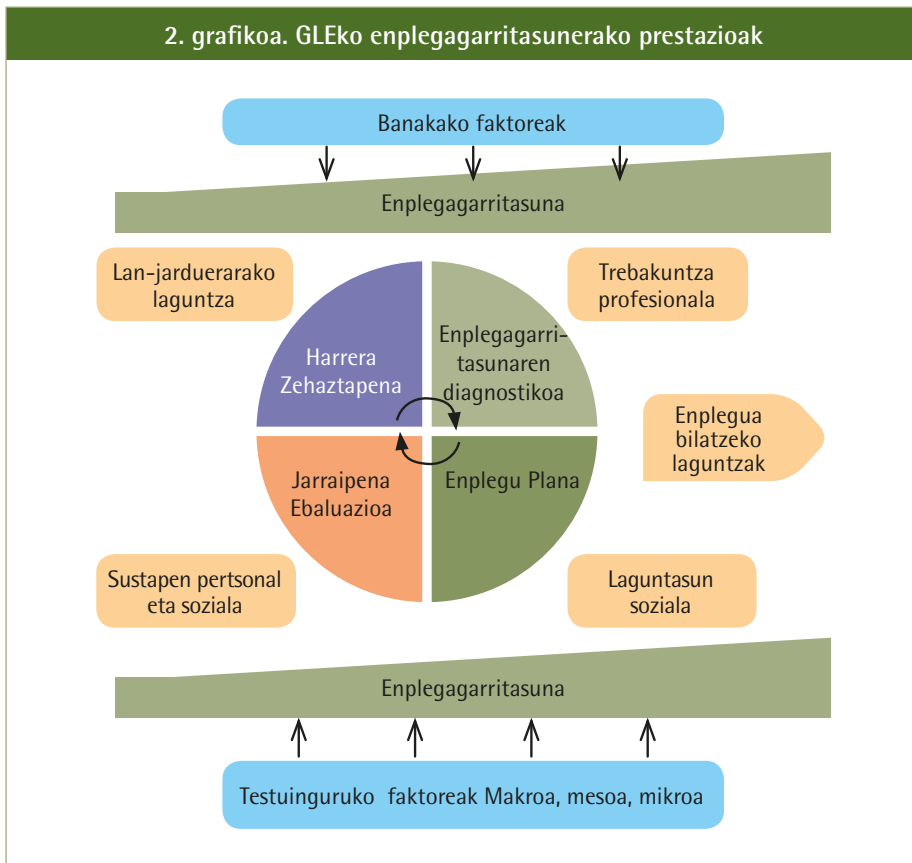 2. grafikoa. GLEko enplegagarritasunerako prestazioak
Banakako faktoreak
Enplegagarritasuna
Lan-jarduerarako
laguntza
Trebakuntza
profesionala
Harrera
Zehaztapena
Enplegagarri-
tasunaren
diagnostikoa
Enplegua
bilatzeko
laguntzak
Jarraipena
Ebaluazioa
Enplegu Plana
Sustapen pertsonal
eta soziala
Laguntasun
soziala
Enplegagarritasuna
Testuinguruko faktoreak Makroa, mesoa, mikroa